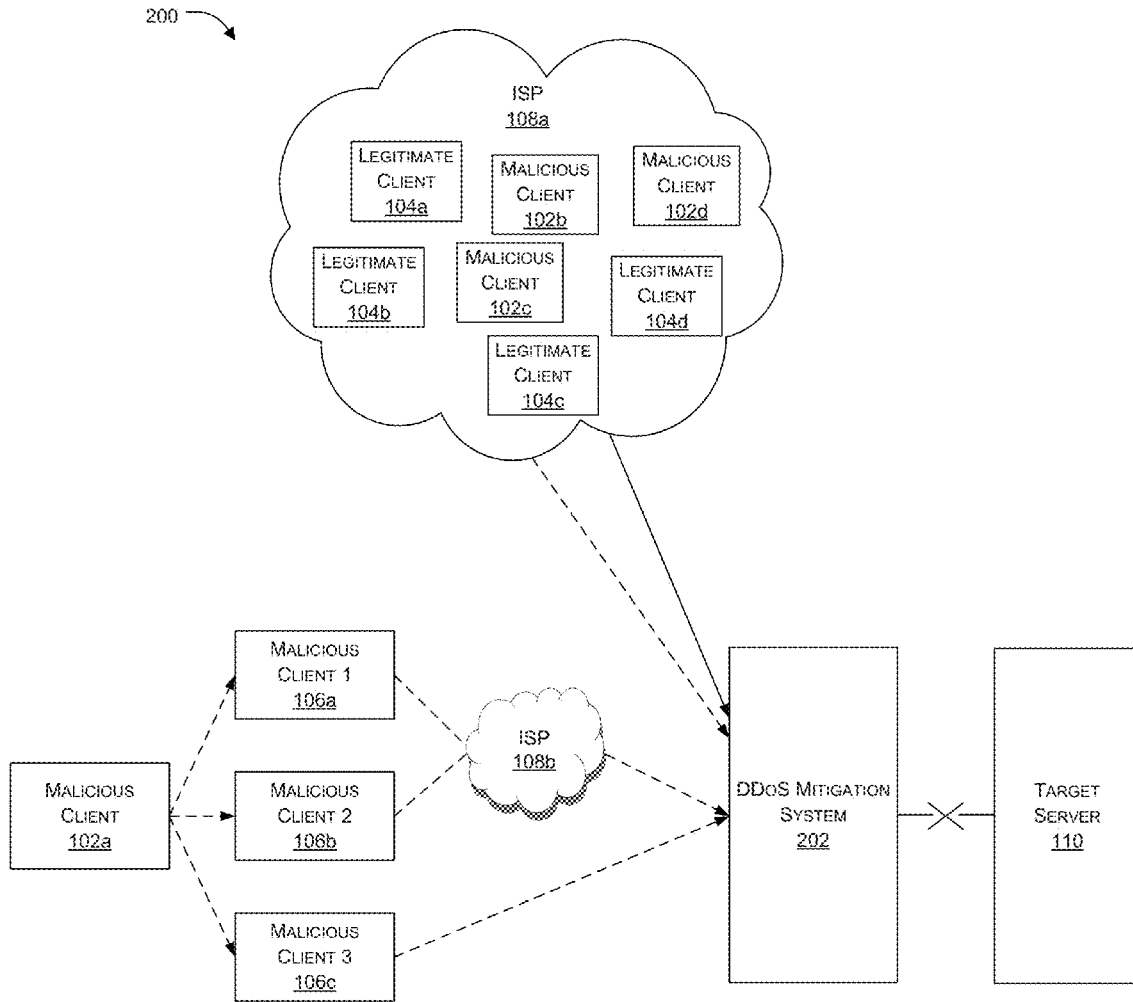 200
ISP
108a
LEGITIMATE
CLIENT
104a
MALICIOUS
CLIENT
102b
MALICIOUS
CLIENT
102d
LEGITIMATE
CLIENT
104b
MALICIOUS
CLIENT
102c
LEGITIMATE
CLIENT
104d
LEGITIMATE
CLIENT
104c
MALICIOUS
CLIENT 1
106a
ISP
108b
MALICIOUS
CLIENT
102a
MALICIOUS
CLIENT 2
106b
MALICIOUS
CLIENT 3
106c
DDOS MITIGATION
SYSTEM
202
TARGET
SERVER
110